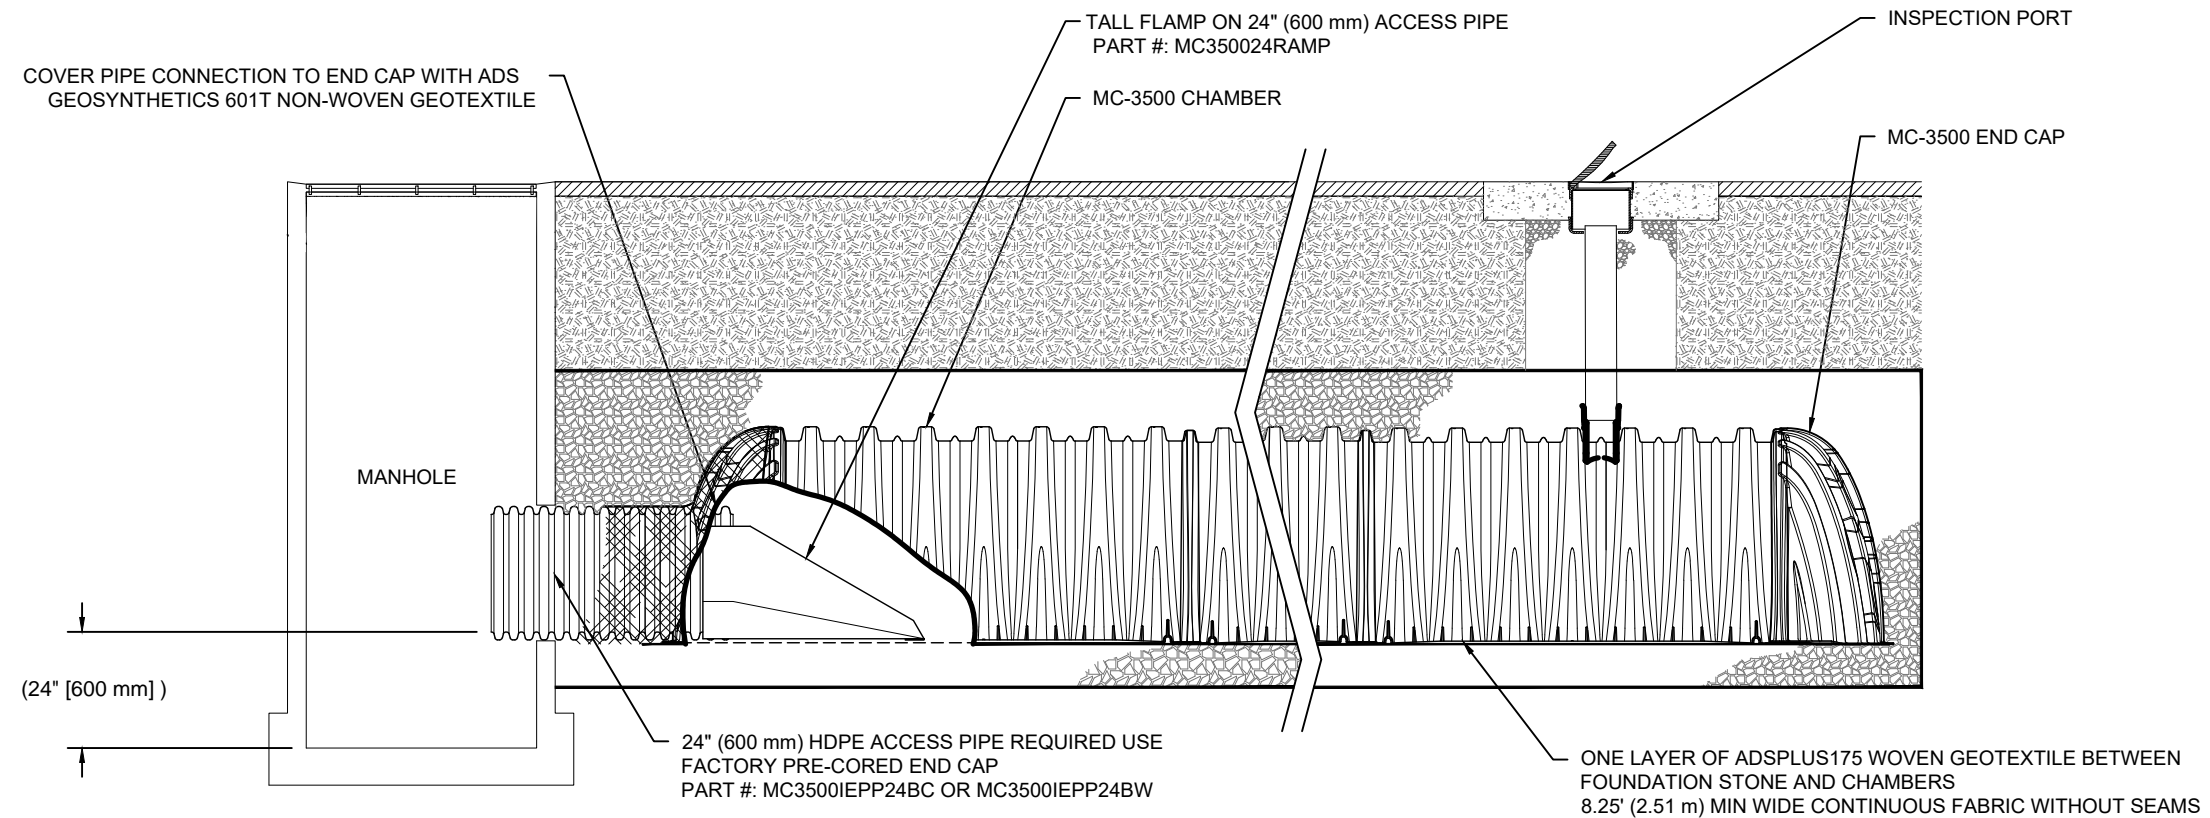 TALL FLAMP ON 24" (600 mm) ACCESS PIPE
PART #: MC350024RAMP
INSPECTION PORT
COVER PIPE CONNECTION TO END CAP WITH ADS
GEOSYNTHETICS 601T NON-WOVEN GEOTEXTILE
MC-3500 CHAMBER
MC-3500 END CAP
MANHOLE
(24" [600 mm] )
24" (600 mm) HDPE ACCESS PIPE REQUIRED USE
FACTORY PRE-CORED END CAP
PART #: MC3500IEPP24BC OR MC3500IEPP24BW
ONE LAYER OF ADSPLUS175 WOVEN GEOTEXTILE BETWEEN
FOUNDATION STONE AND CHAMBERS
8.25' (2.51 m) MIN WIDE CONTINUOUS FABRIC WITHOUT SEAMS